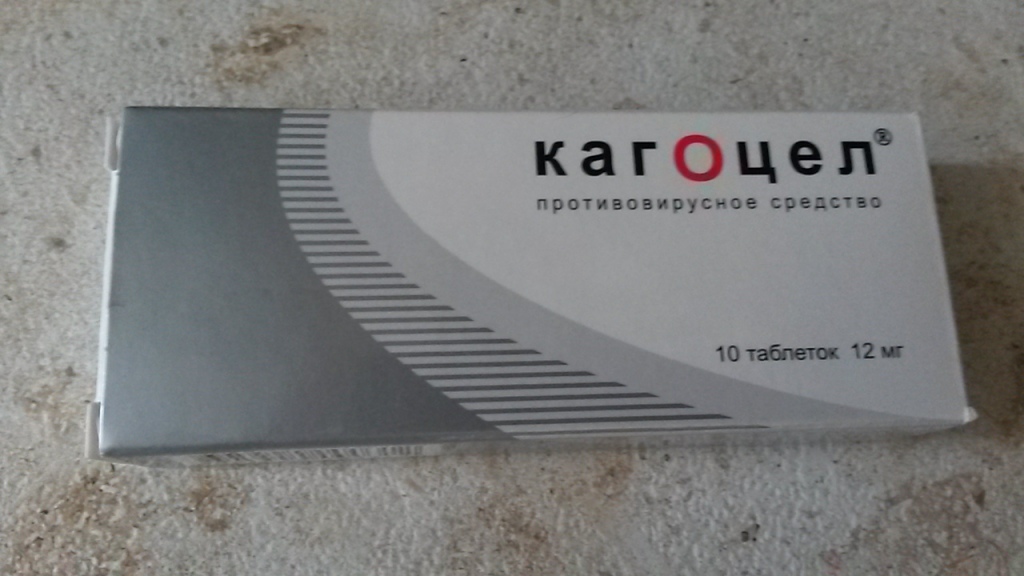 кагоцел®
противовирусное средство
10 таблеток 12 мг